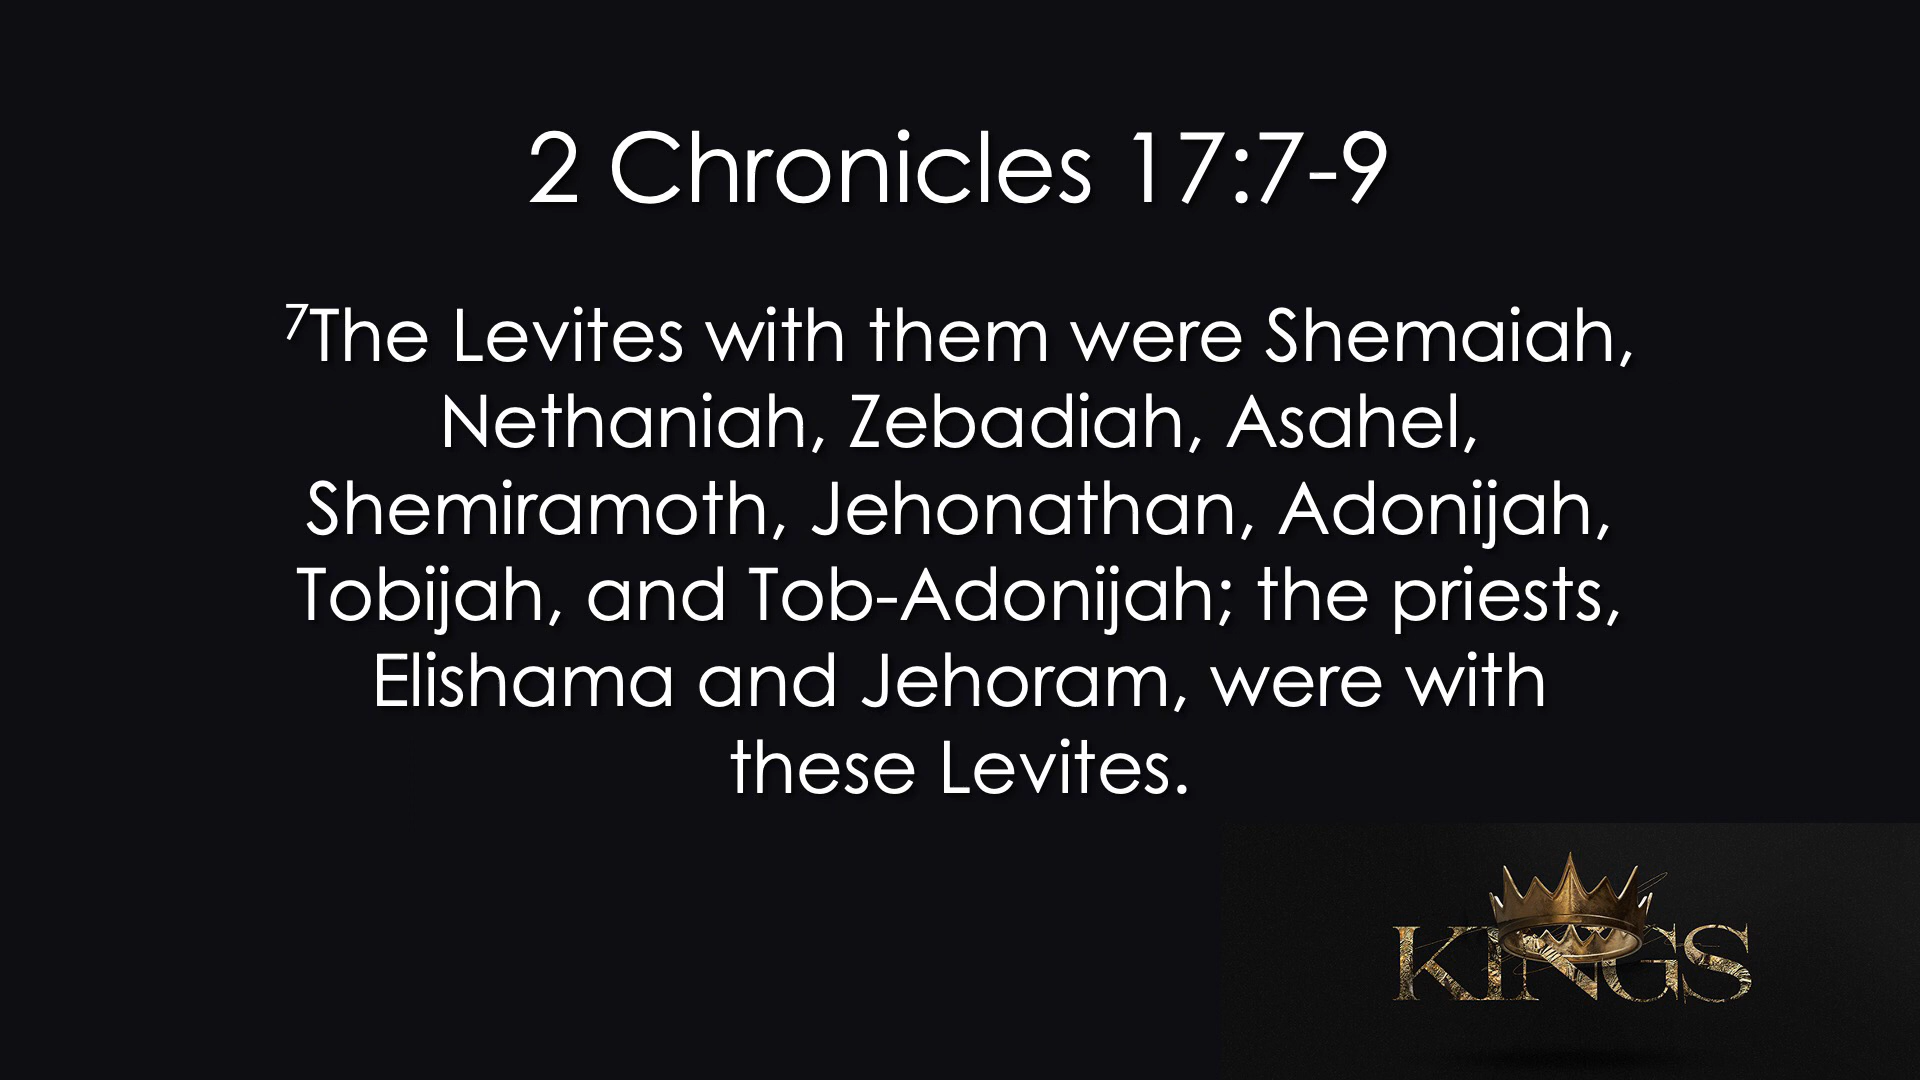 2 Chronicles 17:7-9
⁷The Levites with them were Shemaiah,
Nethaniah, Zebadiah, Asahel,
Shemiramoth, Jehonathan, Adonijah,
Tobijah, and Tob-Adonijah; the priests,
Elishama and Jehoram, were with
these Levites.
KINGS